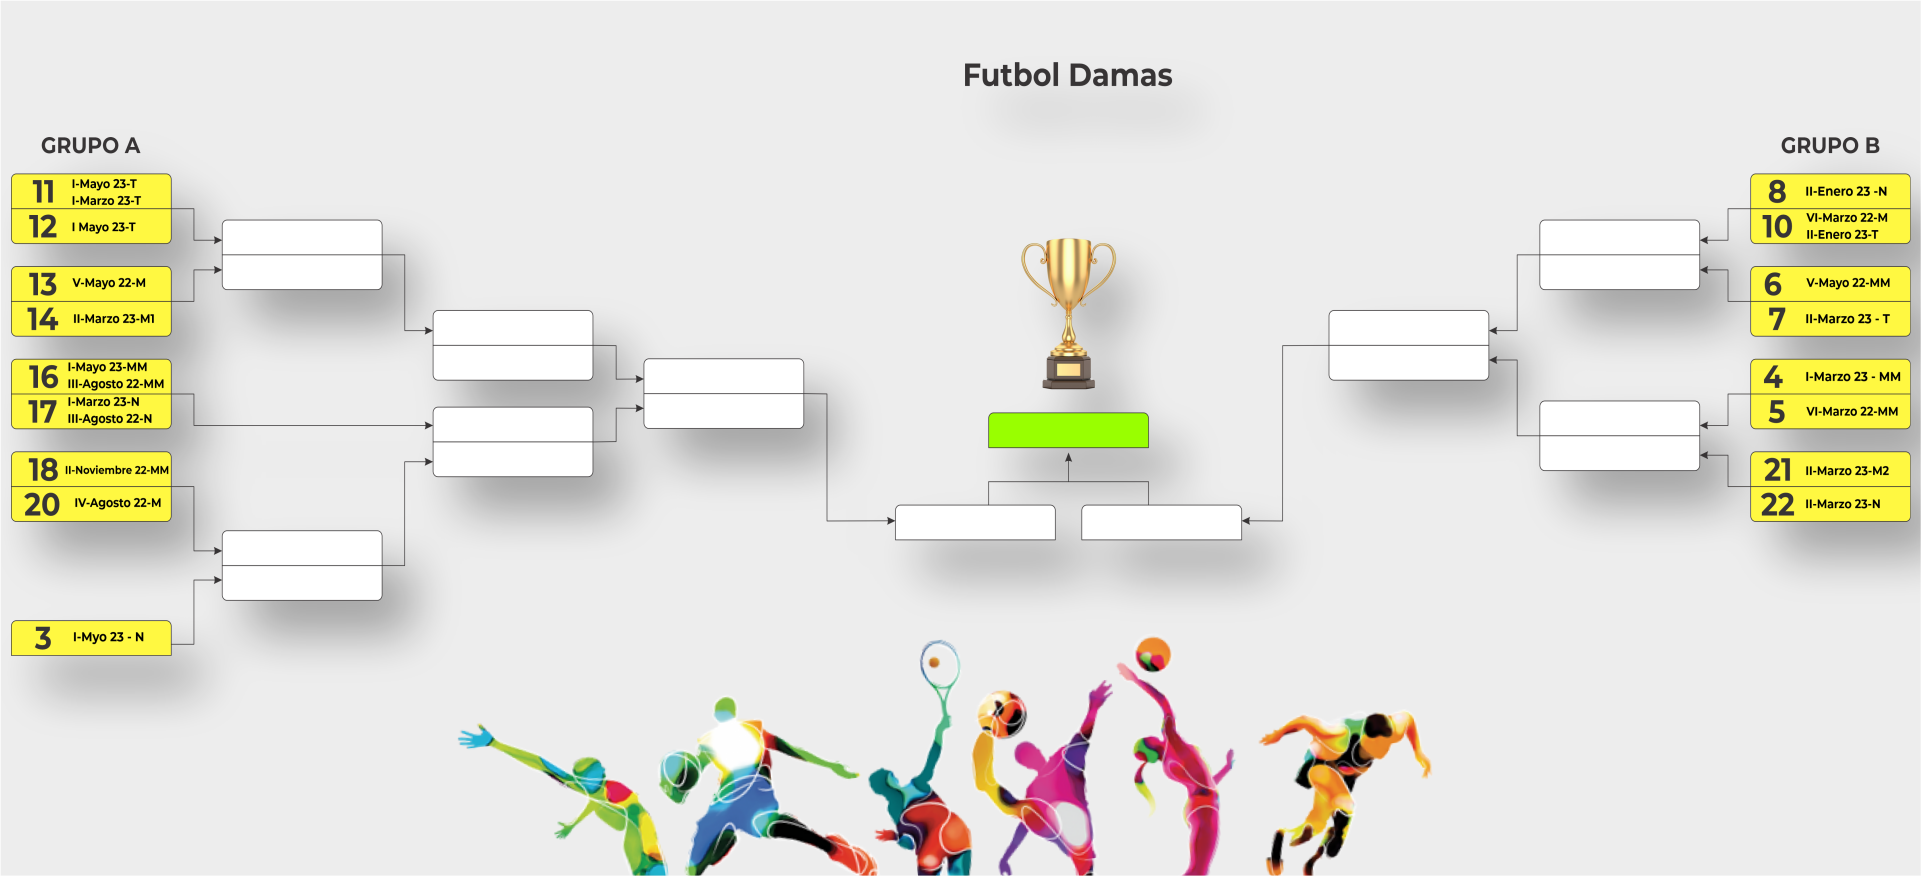 Futbol Damas
GRUPO A
11 I-Mayo 23-T
I-Marzo 23-T
12 I Mayo 23-T
13 V-Mayo 22-M
14 II-Marzo 23-M1
16 I-Mayo 23-MM
III-Agosto 22-MM
17 I-Marzo 23-N
III-Agosto 22-N
18 II-Noviembre 22-MM
20 IV-Agosto 22-M
3 I-Myo 23 - N
GRUPO B
8 II-Enero 23 -N
10 VI-Marzo 22-M
II-Enero 23-T
6 V-Mayo 22-MM
7 II-Marzo 23 - T
4 I-Marzo 23 - MM
5 VI-Marzo 22-MM
21 II-Marzo 23-M2
22 II-Marzo 23-N